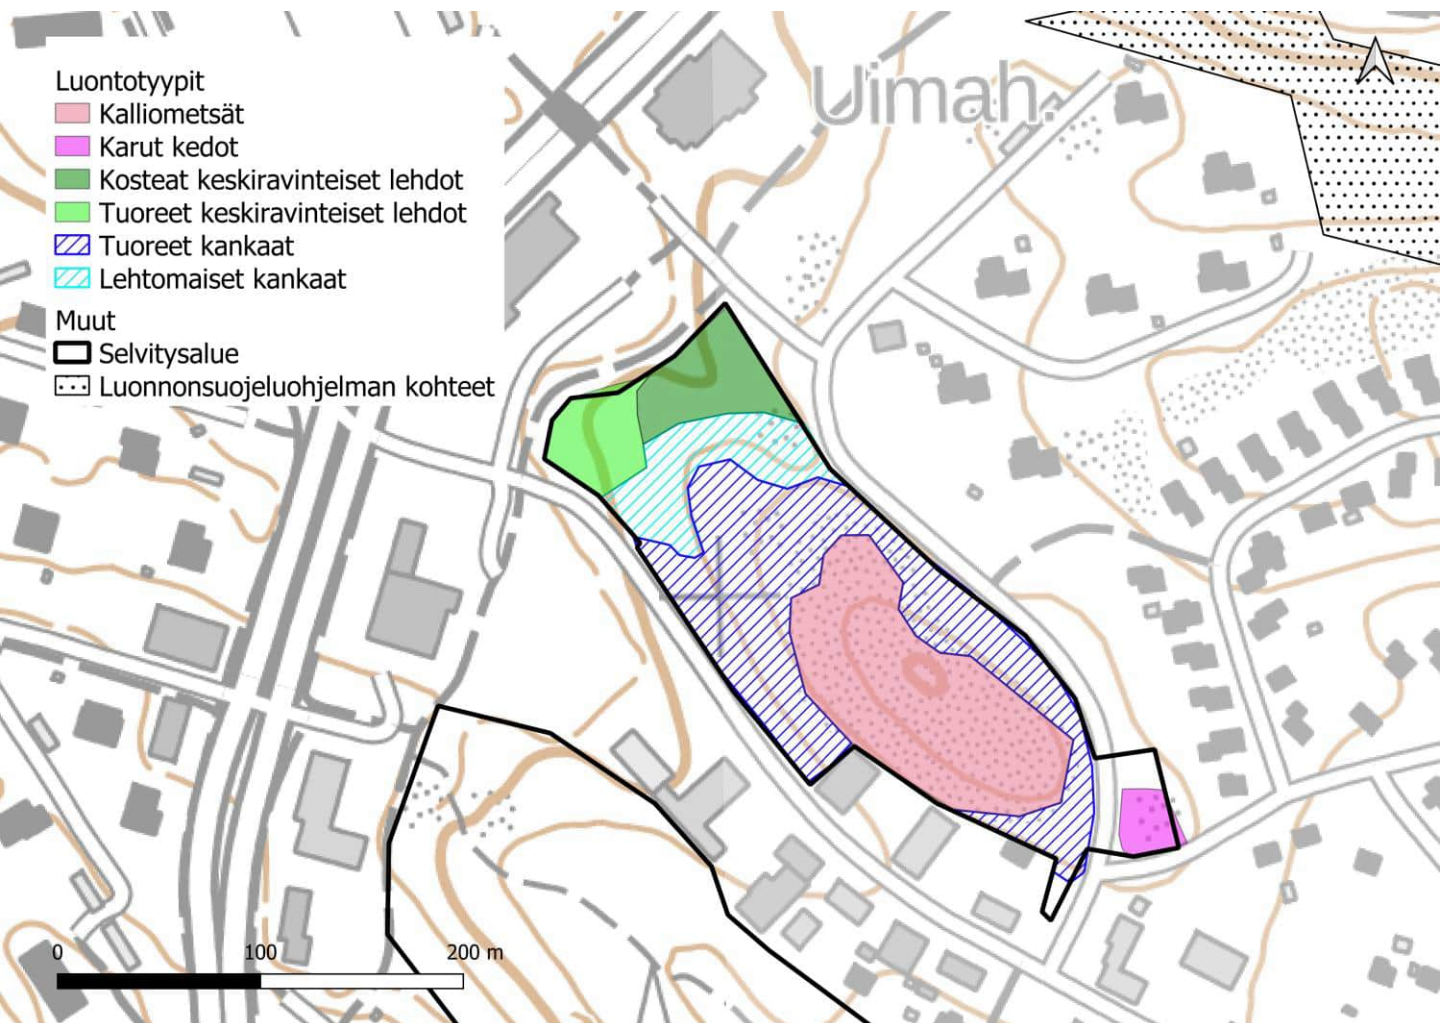 Uimah.
Luontotyypit
Kalliometsät
Karut kedot
Kosteat keskiravinteiset lehdot
Tuoreet keskiravinteiset lehdot
Tuoreet kankaat
Lehtomaiset kankaat
Muut
Selvitysalue
Luonnonsuojeluohjelman kohteet
0 100 200 m